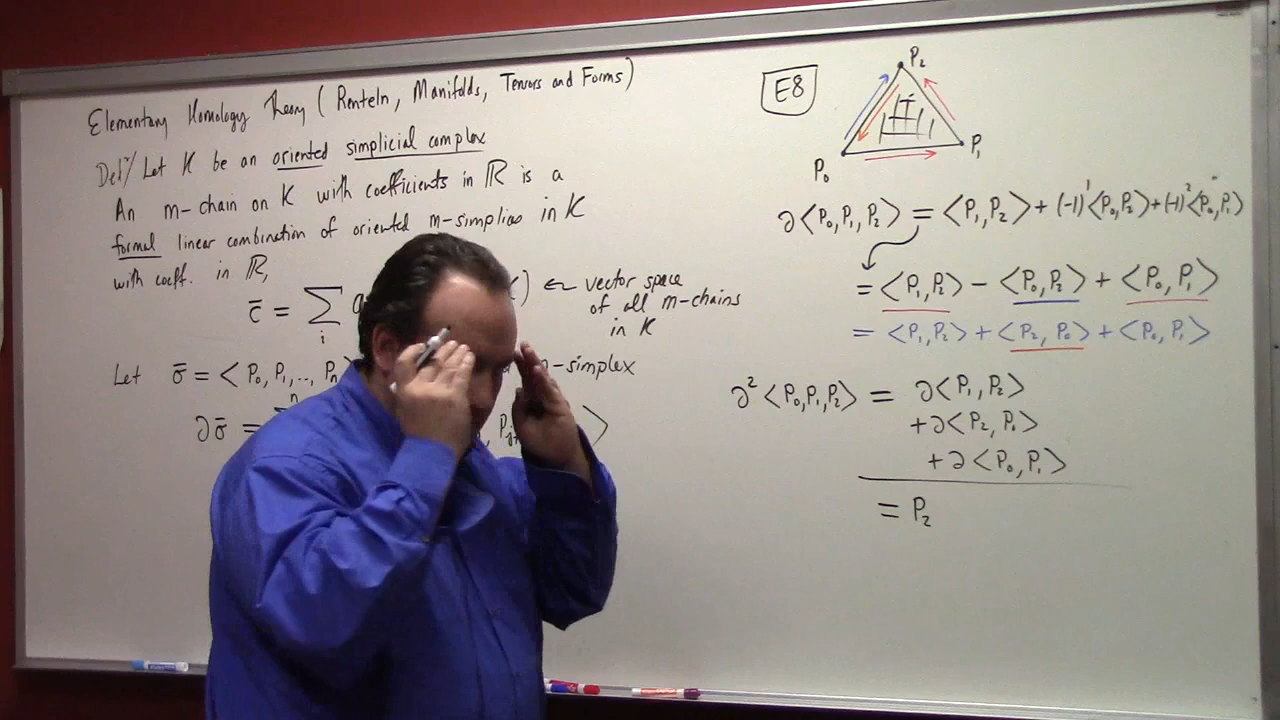 Elementary Homology Theory (Renteln, Manifolds, Tensors and Forms)
Def^n/ Let K be an oriented simplicial complex
An m-chain on K with coefficients in ℝ is a
formal linear combination of oriented m-simplies in K
with coeff. in ℝ,
c̄ = Σ_i a ) ← vector space
of all m-chains
in K
Let σ̄ = < P₀, P₁, .., Pₙ -simplex
∂σ̄ = >
E8
P₂
P₁
P₀
∂<P₀, P₁, P₂> = <P₁, P₂> + (-1)¹<P₀, P₂> + (-1)²<P₀, P₁>
= <P₁, P₂> - <P₀, P₂> + <P₀, P₁>
= <P₁, P₂> + <P₂, P₀> + <P₀, P₁>
∂²<P₀, P₁, P₂> = ∂<P₁, P₂>
+ ∂<P₂, P₀>
+ ∂<P₀, P₁>
= P₂